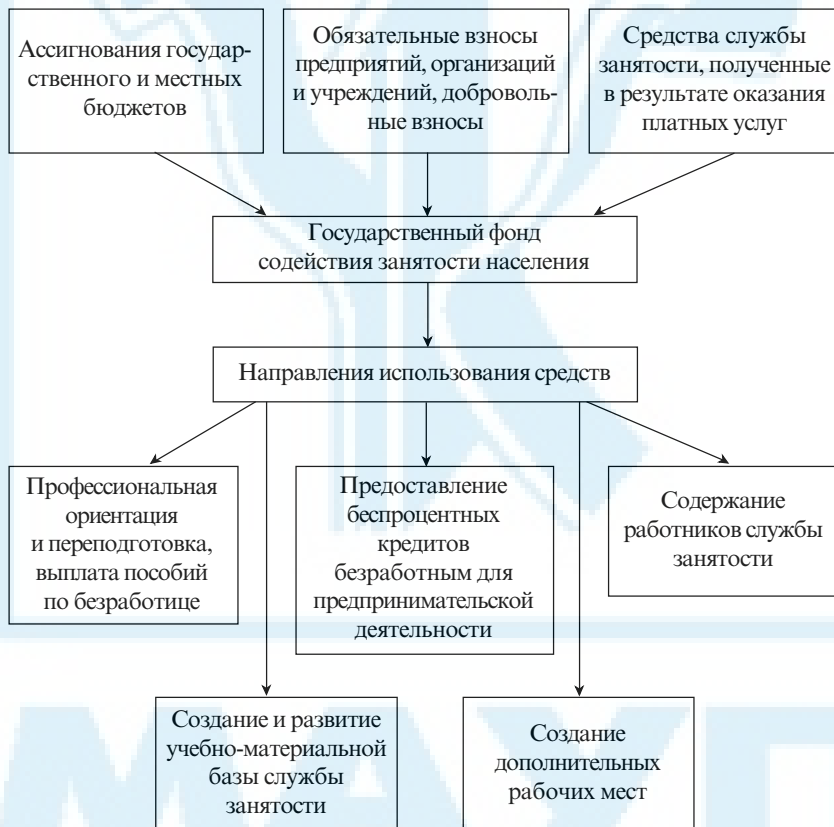 Ассигнования государ-
ственного и местных
бюджетов
Обязательные взносы
предприятий, организаций
и учреждений, доброволь-
ные взносы
Средства службы
занятости, полученные
в результате оказания
платных услуг
Государственный фонд
содействия занятости населения
Направления использования средств
Профессиональная
ориентация
и переподготовка,
выплата пособий
по безработице
Предоставление
беспроцентных
кредитов
безработным для
предпринимательской
деятельности
Содержание
работников службы
занятости
Создание и развитие
учебно-материальной
базы службы
занятости
Создание
дополнительных
рабочих мест
МАУП